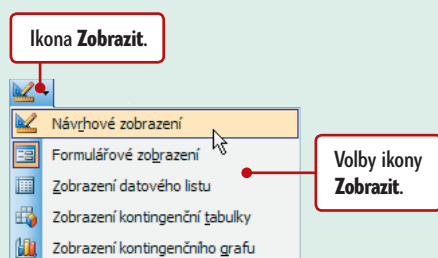 Ikona Zobrazit.
Návrhové zobrazení
Formulářové zobrazení
Zobrazení datového listu
Zobrazení kontingenční tabulky
Zobrazení kontingenčního grafu
Volby ikony
Zobrazit.